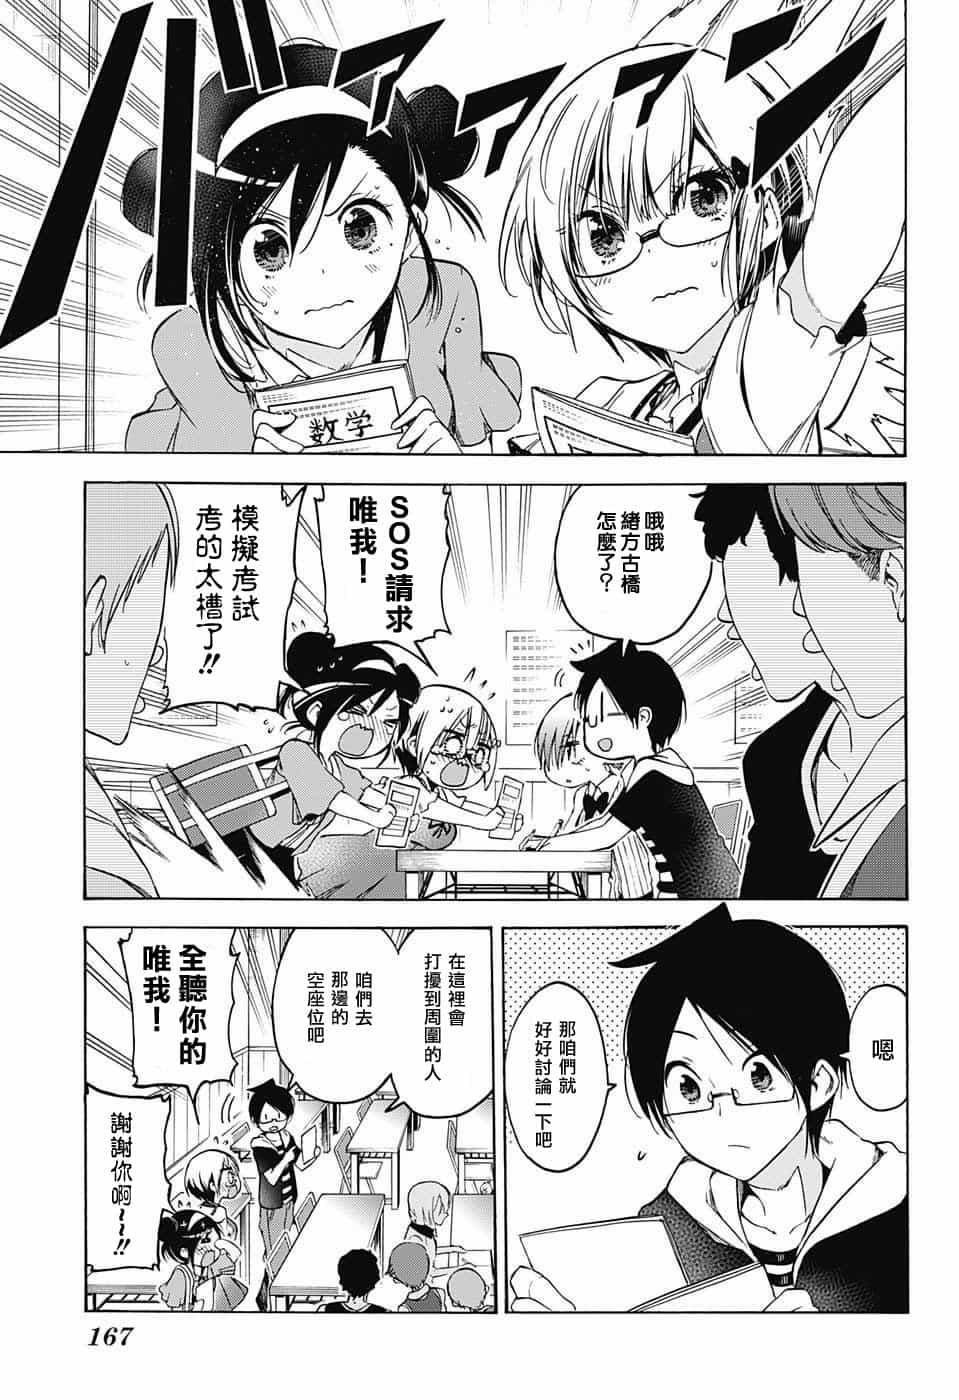 バァァァン
数学
哦哦
緒方古橋
怎麼了？
SOS請求
唯我！
模擬考試
考的太糟了!!
嗯
那咱們就
好好討論一下吧
在這裡會
打擾到周圍的人
咱們去
那邊的
空座位吧
全聽你的
唯我！
謝謝你啊~~!!
167